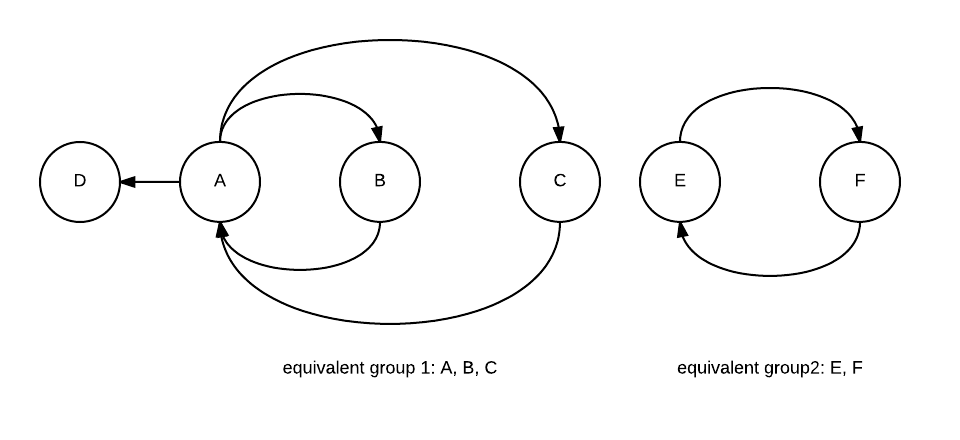 D
A
B
C
E
F
equivalent group 1: A, B, C
equivalent group2: E, F